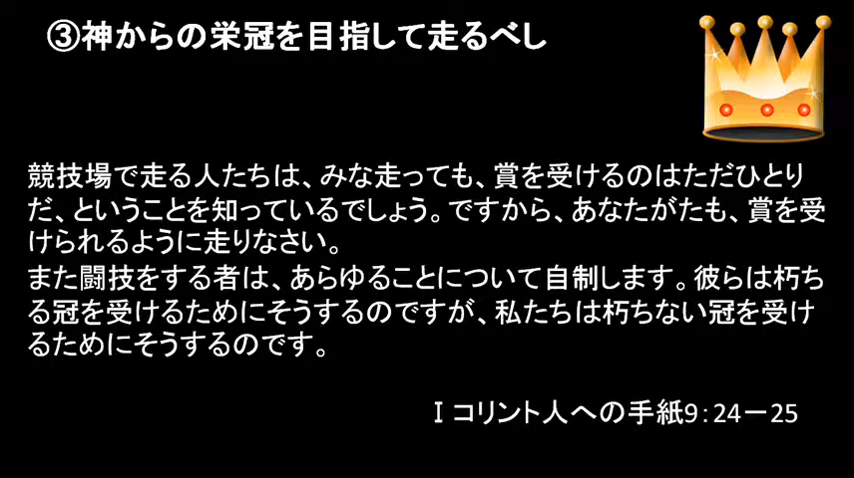 ③神からの栄冠を目指して走るべし
競技場で走る人たちは、みな走っても、賞を受けるのはただひとり
だ、ということを知っているでしょう。ですから、あなたがたも、賞を受
けられるように走りなさい。
また闘技をする者は、あらゆることについて自制します。彼らは朽ち
る冠を受けるためにそうするのですが、私たちは朽ちない冠を受け
るためにそうするのです。
Ⅰコリント人への手紙9：24－25